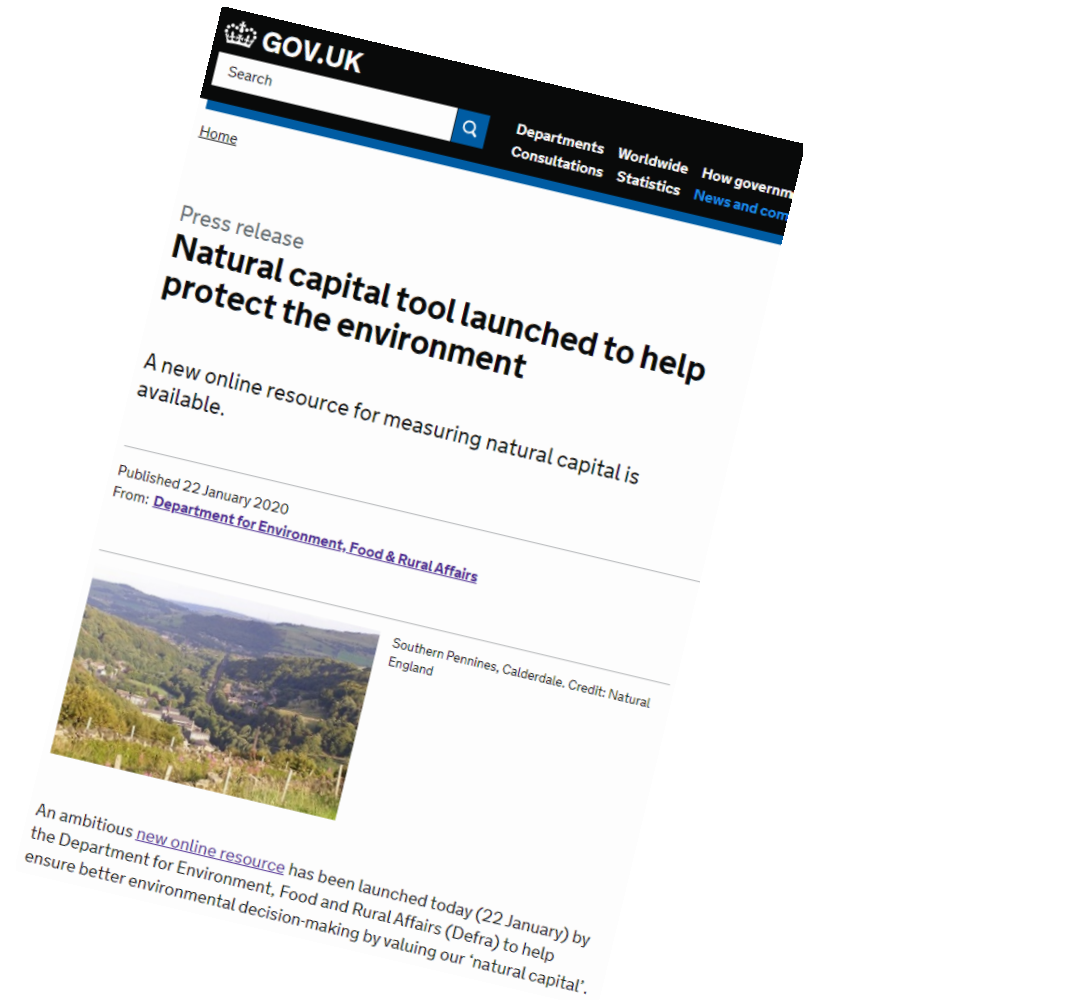 GOV.UK
Search
Departments Worldwide How governm
Consultations Statistics News and com
Home
Press release
Natural capital tool launched to help
protect the environment
A new online resource for measuring natural capital is
available.
Published 22 January 2020
From: Department for Environment, Food & Rural Affairs
Southern Pennines, Calderdale. Credit: Natural
England
An ambitious new online resource has been launched today (22 January) by
the Department for Environment, Food and Rural Affairs (Defra) to help
ensure better environmental decision-making by valuing our ‘natural capital’.